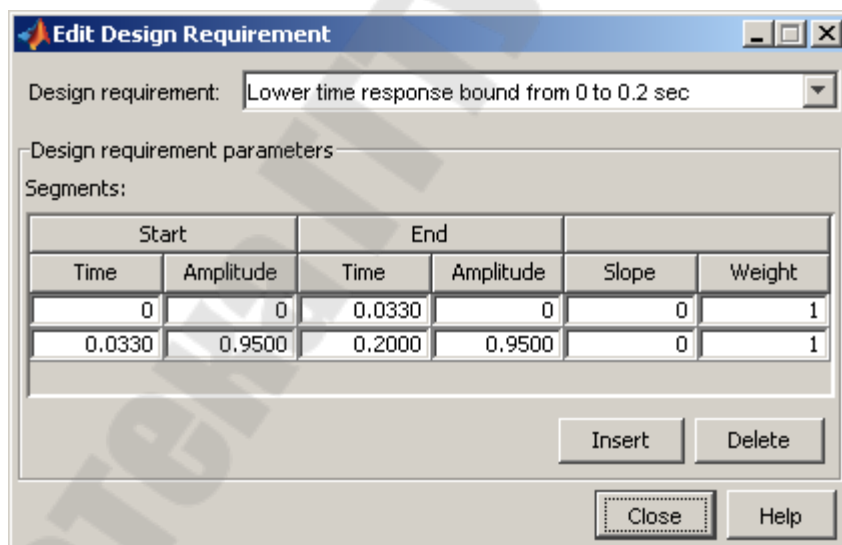 Edit Design Requirement
Design requirement: Lower time response bound from 0 to 0.2 sec
Design requirement parameters
Segments:
Start End
Time Amplitude Time Amplitude Slope Weight
0 0 0.0330 0 0 1
0.0330 0.9500 0.2000 0.9500 0 1
Insert Delete
Close Help